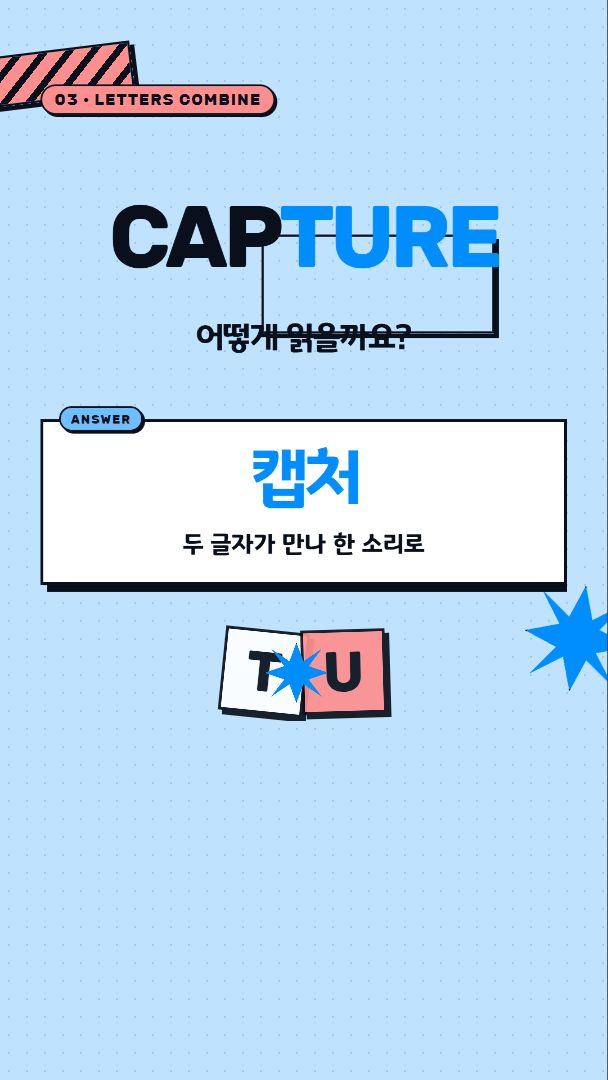 03 • LETTERS COMBINE
CAPTURE
어떻게 읽을까요?
ANSWER
캡처
두 글자가 만나 한 소리로
T U